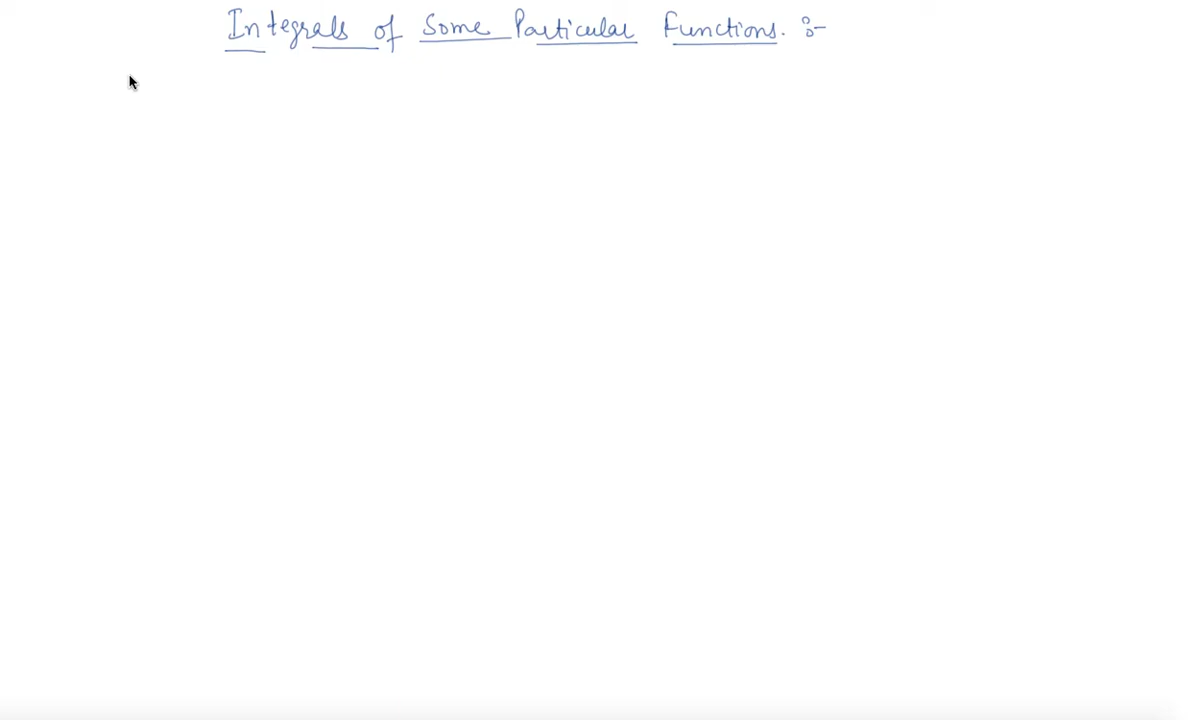 Integrals of Some Particular Functions. :-